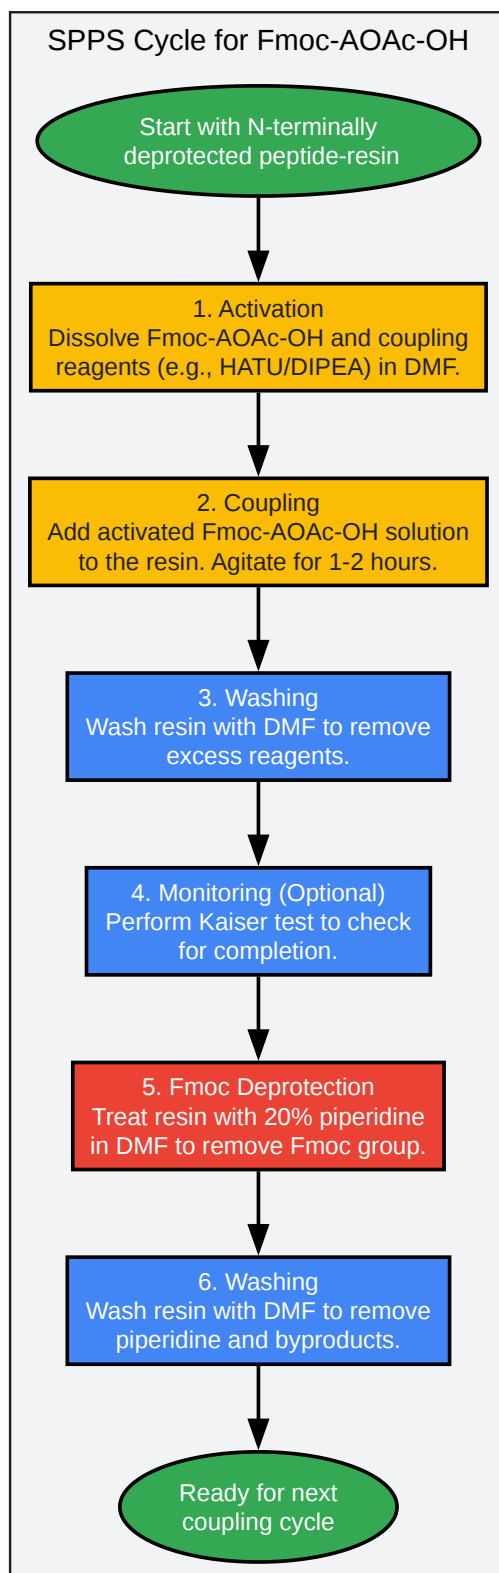 SPPS Cycle for Fmoc-AOAc-OH
Start with N-terminally
deprotected peptide-resin
1. Activation
Dissolve Fmoc-AOAc-OH and coupling
reagents (e.g., HATU/DIPEA) in DMF.
2. Coupling
Add activated Fmoc-AOAc-OH solution
to the resin. Agitate for 1-2 hours.
3. Washing
Wash resin with DMF to remove
excess reagents.
4. Monitoring (Optional)
Perform Kaiser test to check
for completion.
5. Fmoc Deprotection
Treat resin with 20% piperidine
in DMF to remove Fmoc group.
6. Washing
Wash resin with DMF to remove
piperidine and byproducts.
Ready for next
coupling cycle